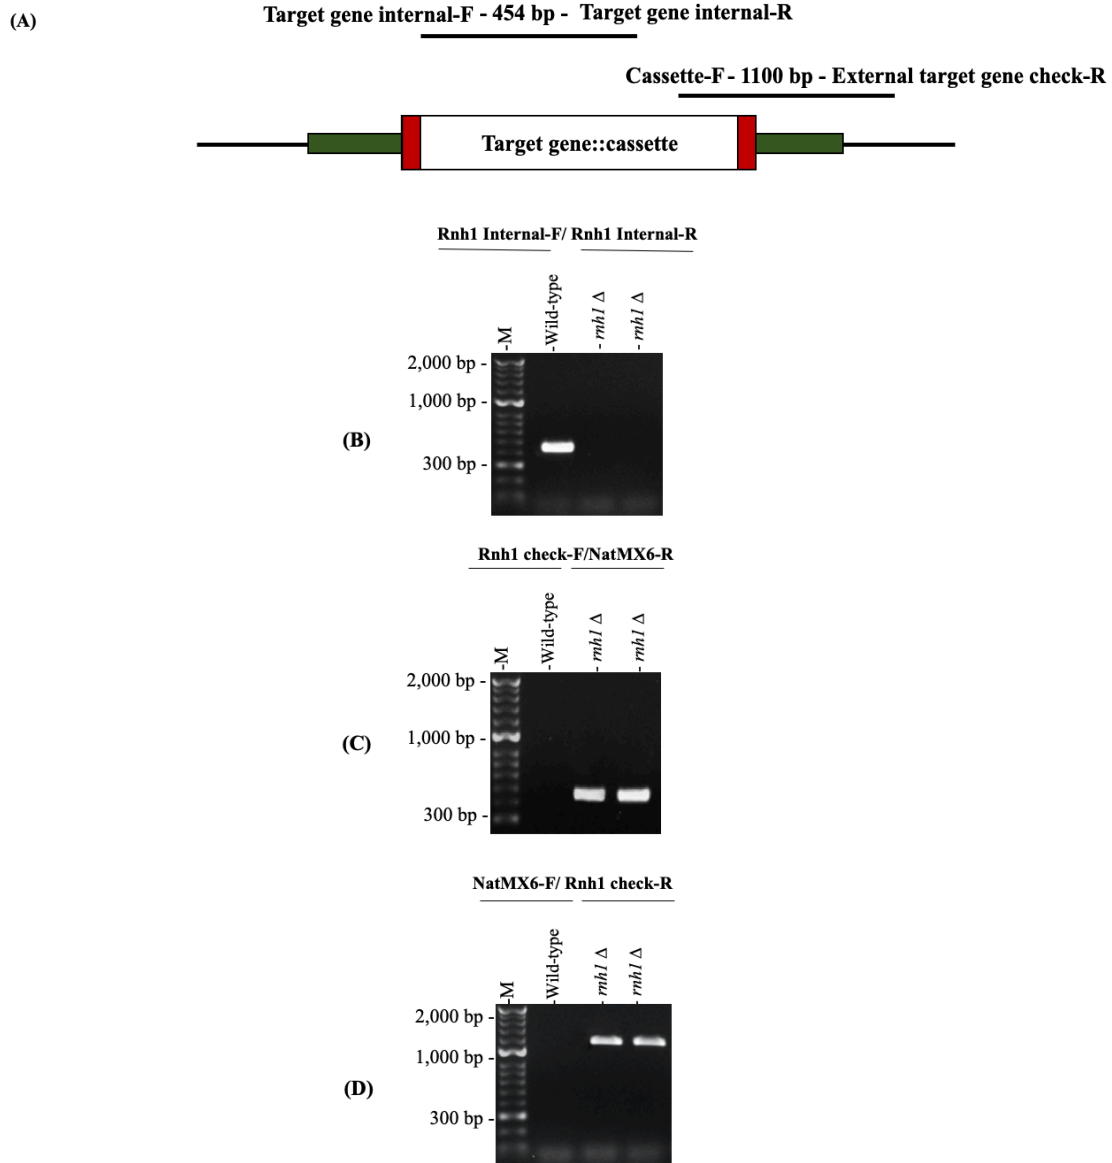 (A)
Target gene internal-F - 454 bp - Target gene internal-R
Cassette-F - 1100 bp - External target gene check-R
Target gene::cassette
Rnh1 Internal-F/ Rnh1 Internal-R
-M
-Wild-type
- rnh1 Δ
- rnh1 Δ
2,000 bp -
1,000 bp -
(B)
300 bp -
Rnh1 check-F/NatMX6-R
-M
-Wild-type
- rnh1 Δ
- rnh1 Δ
2,000 bp -
1,000 bp -
(C)
300 bp -
NatMX6-F/ Rnh1 check-R
-M
-Wild-type
- rnh1 Δ
- rnh1 Δ
2,000 bp -
1,000 bp -
(D)
300 bp -